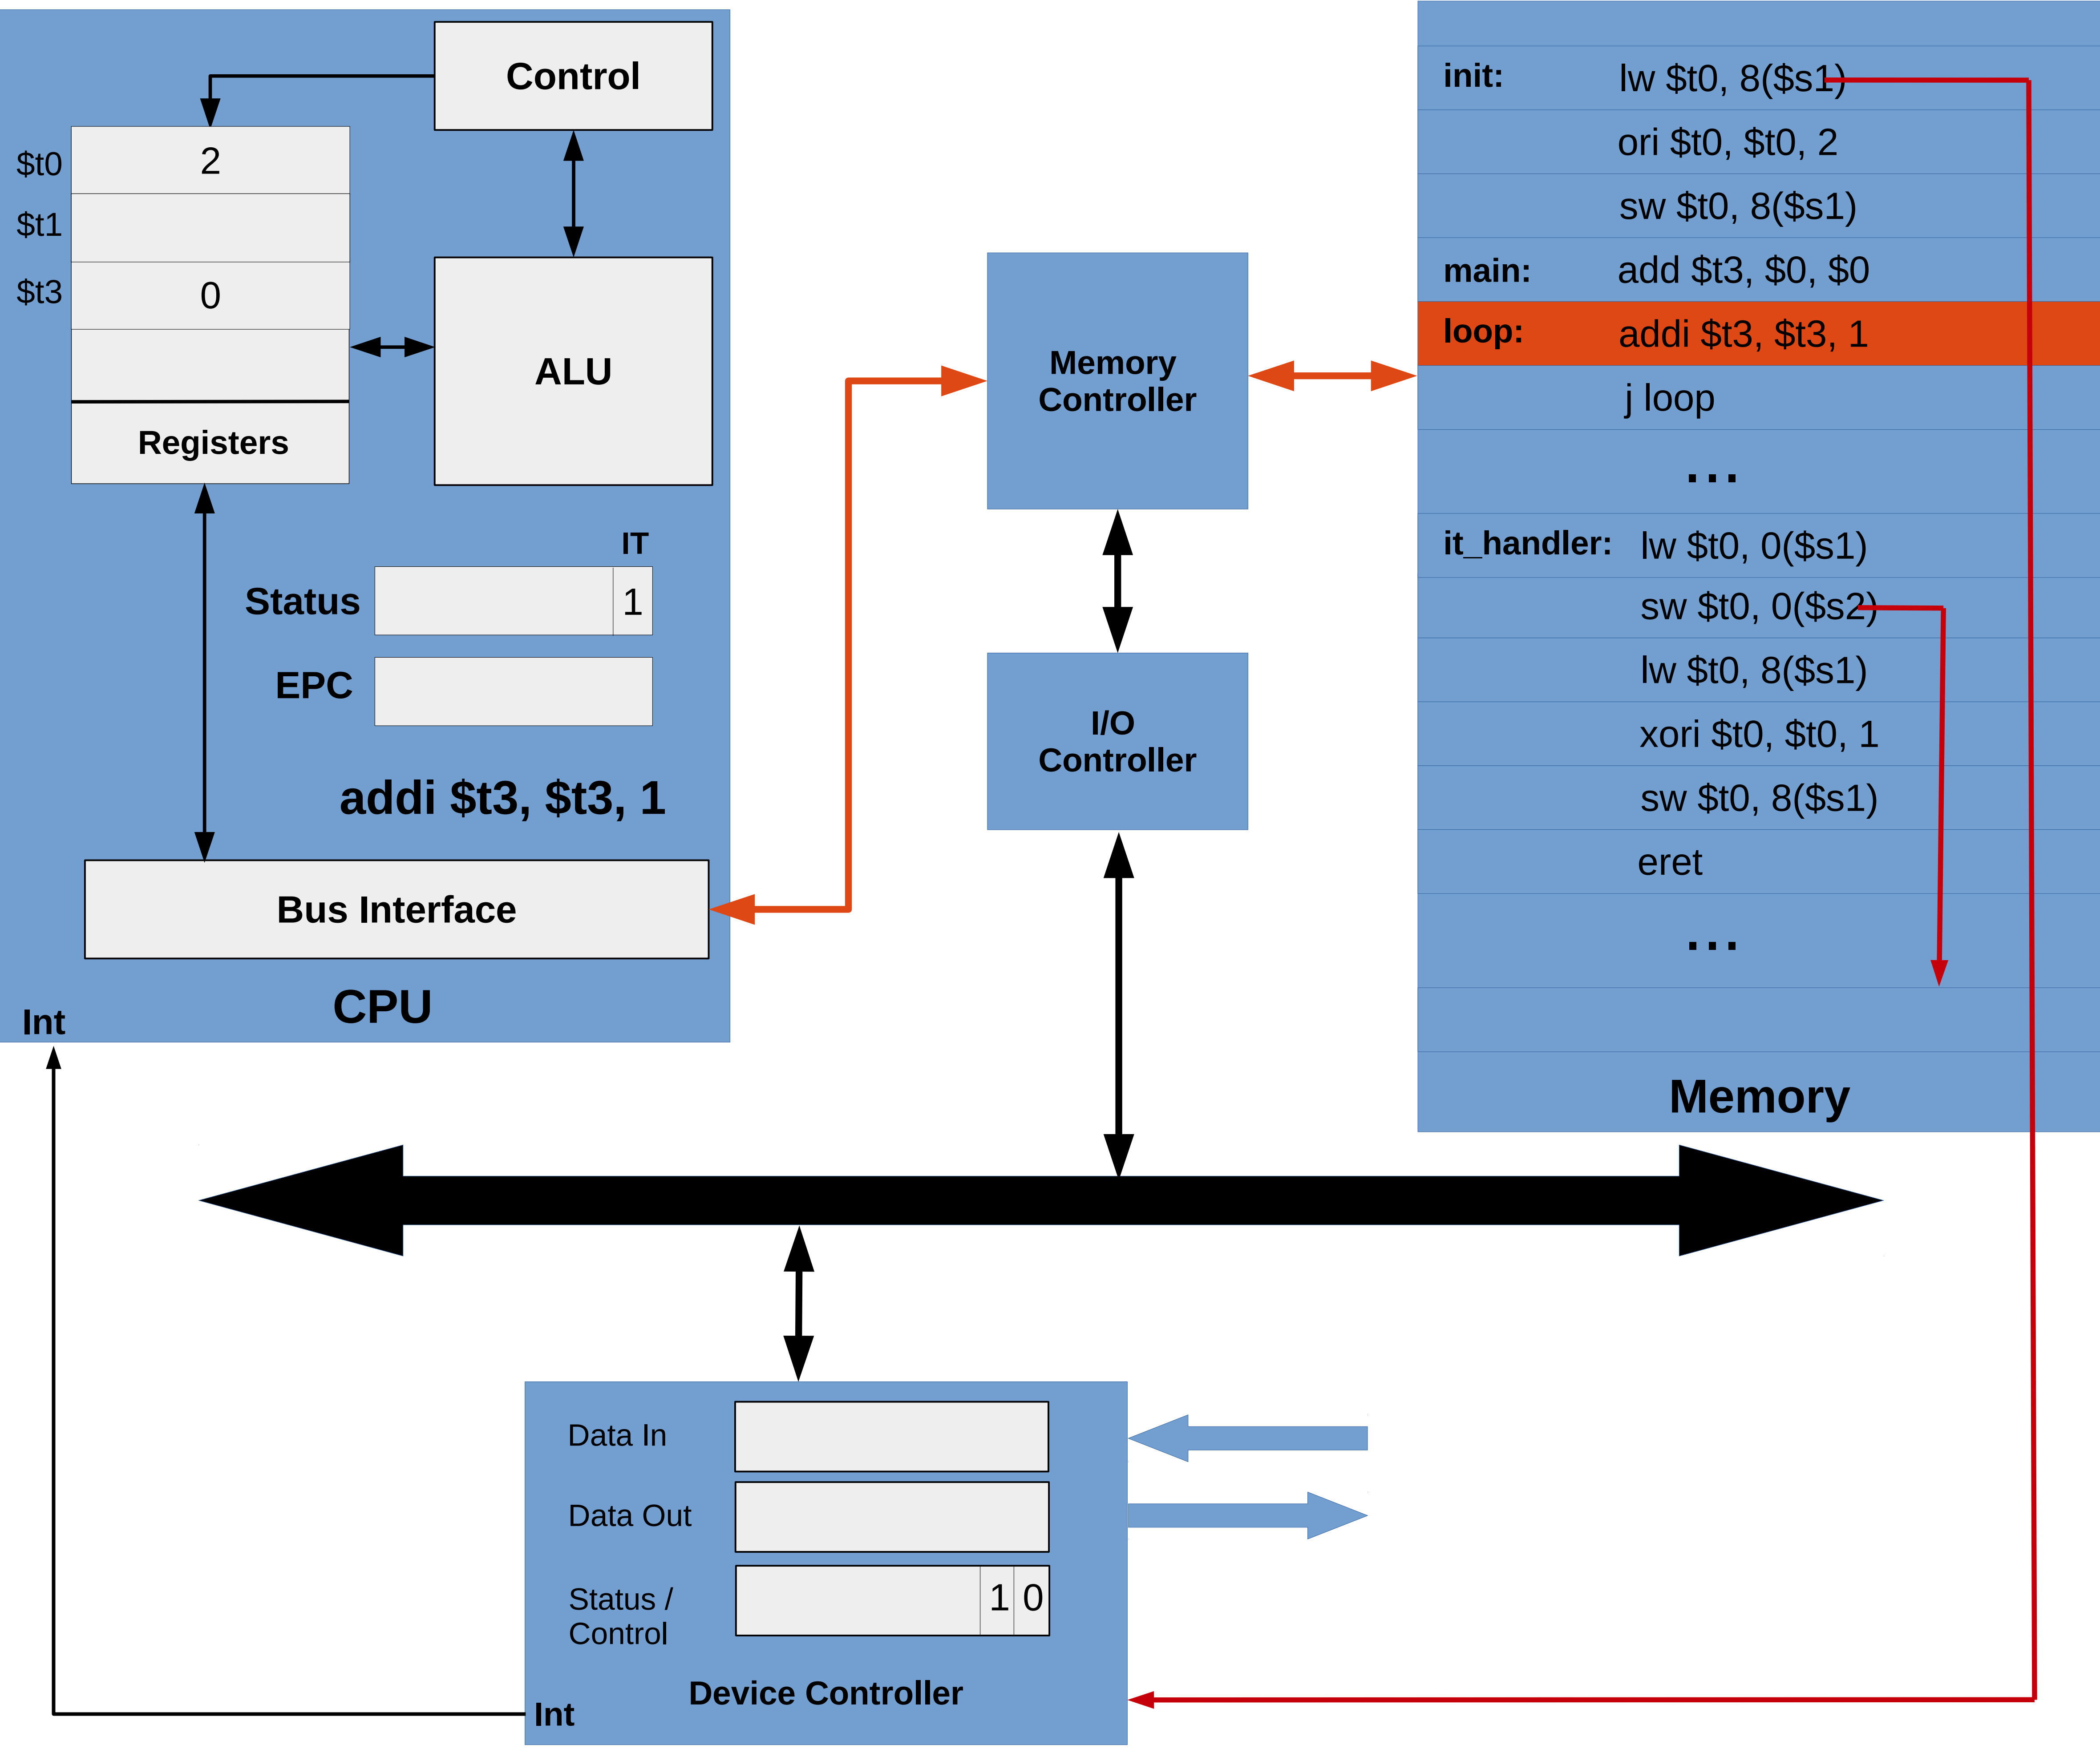 Control
$t0 2
$t1
$t3 0
Registers
ALU
IT
Status 1
EPC
addi $t3, $t3, 1
Bus Interface
CPU
Int
Memory
Controller
I/O
Controller
init: lw $t0, 8($s1)
ori $t0, $t0, 2
sw $t0, 8($s1)
main: add $t3, $0, $0
loop: addi $t3, $t3, 1
j loop
...
it_handler: lw $t0, 0($s1)
sw $t0, 0($s2)
lw $t0, 8($s1)
xori $t0, $t0, 1
sw $t0, 8($s1)
eret
...
Memory
Data In
Data Out
Status /
Control
1 0
Device Controller
Int